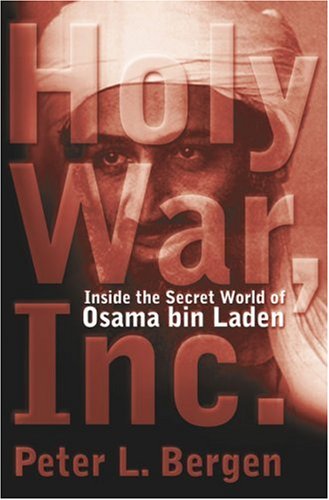 Holy
War,
Inside the Secret World of
Osama bin Laden
Inc.
Peter L. Bergen